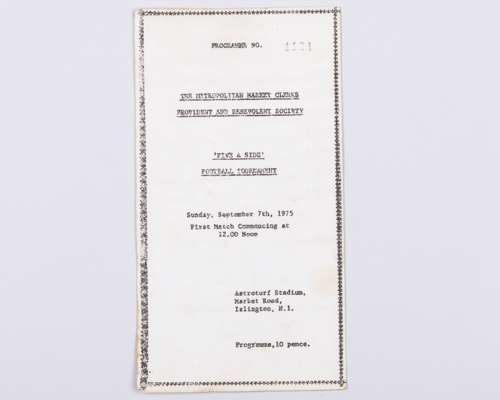 PROGRAMME NO.
THE METROPOLITAN MARKET CLERKS
PROVIDENT AND BENEVOLENT SOCIETY
'FIVE A SIDE'
FOOTBALL TOURNAMENT
Sunday, September 7th, 1975
First Match Commencing at
12.00 Noon
Astroturf Stadium,
Market Road,
Islington, N.1.
Programme, 10 pence.